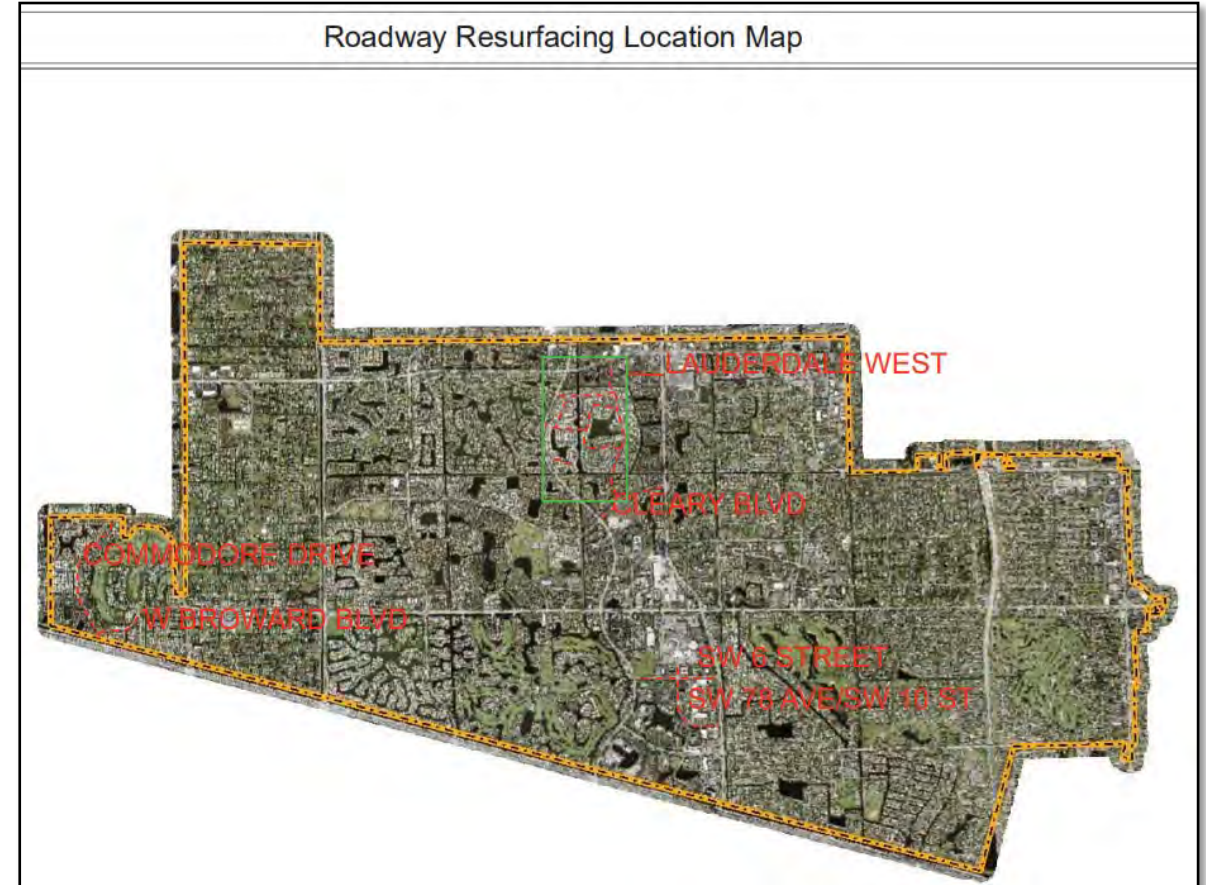 Roadway Resurfacing Location Map
LAUDERDALE WEST
CLEARY BLVD
COMMODORE DRIVE
W BROWARD BLVD
SW 6 STREET
SW 78 AVE/SW 10 ST